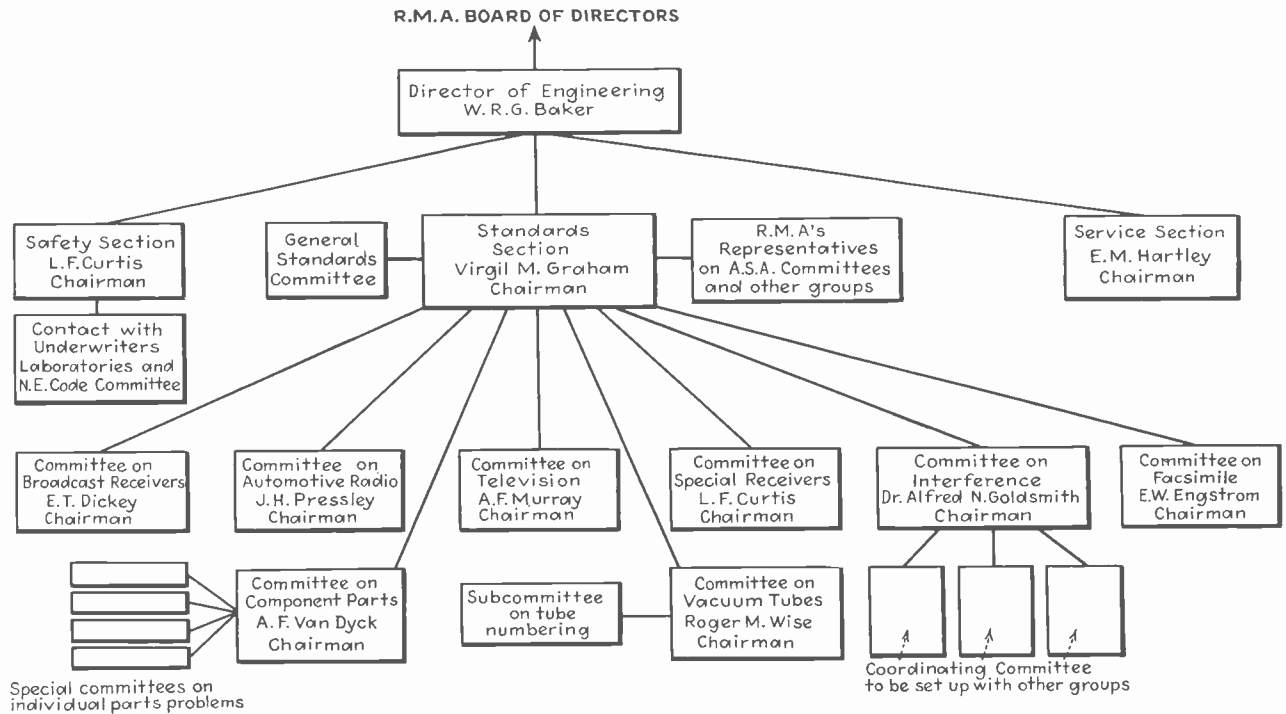 R.M.A. BOARD OF DIRECTORS
Director of Engineering
W.R.G. Baker
Safety Section
L.F. Curtis
Chairman
General
Standards
Committee
Standards
Section
Virgil M. Graham
Chairman
R.M.A's
Representatives
on A.S.A. Committees
and other groups
Service Section
E.M. Hartley
Chairman
Contact with
Underwriters
Laboratories and
N.E. Code Committee
Committee on
Broadcast Receivers
E.T. Dickey
Chairman
Committee on
Automotive Radio
J.H. Pressley
Chairman
Committee on
Television
A.F. Murray
Chairman
Committee on
Special Receivers
L.F. Curtis
Chairman
Committee on
Interference
Dr. Alfred N. Goldsmith
Chairman
Committee on
Facsimile
E.W. Engstrom
Chairman
Committee on
Component Parts
A.F. Van Dyck
Chairman
Subcommittee
on tube
numbering
Committee on
Vacuum Tubes
Roger M. Wise
Chairman
Coordinating Committee
to be set up with other groups
Special committees on
individual parts problems